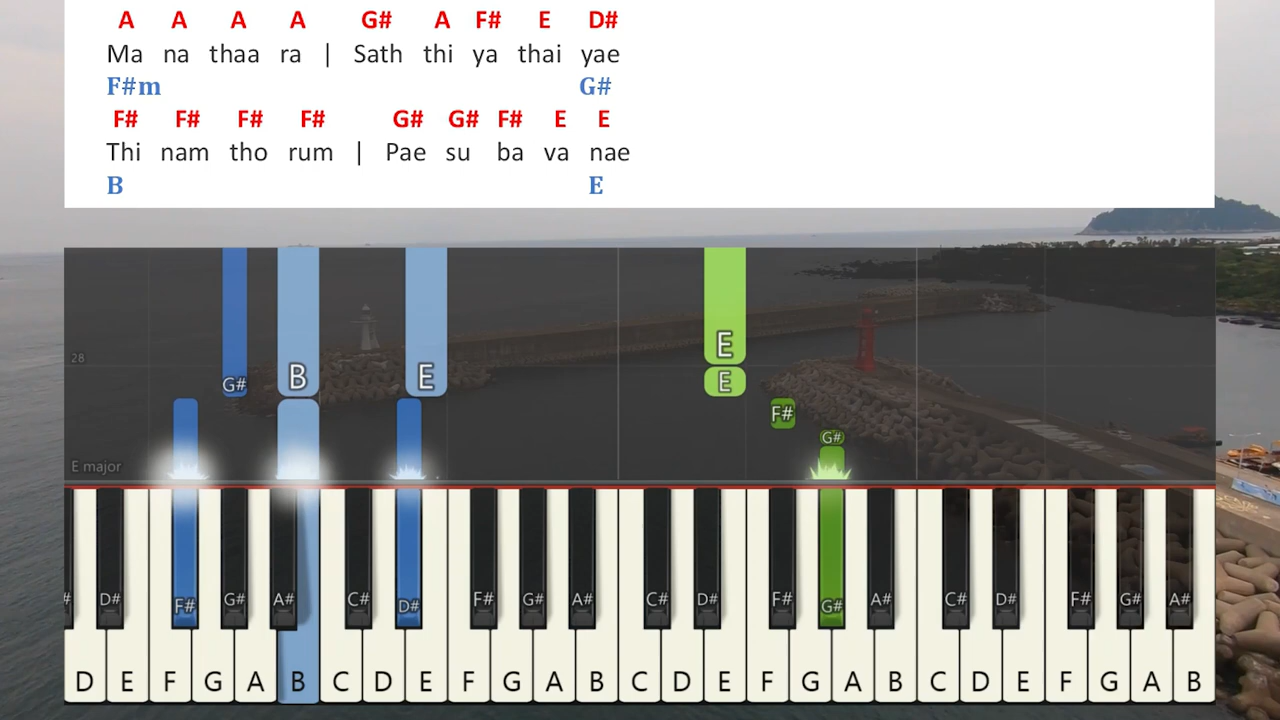 A A A A G# A F# E D#
Ma na thaa ra | Sath thi ya thai yae
F#m G#
F# F# F# F# G# G# F# E E
Thi nam tho rum | Pae su ba va nae
B E
28
E
G# B E E
F#
G#
E major
# D# F# G# A# C# D# F# G# A# C# D# F# G# A# C# D# F# G# A#
D E F G A B C D E F G A B C D E F G A B C D E F G A B